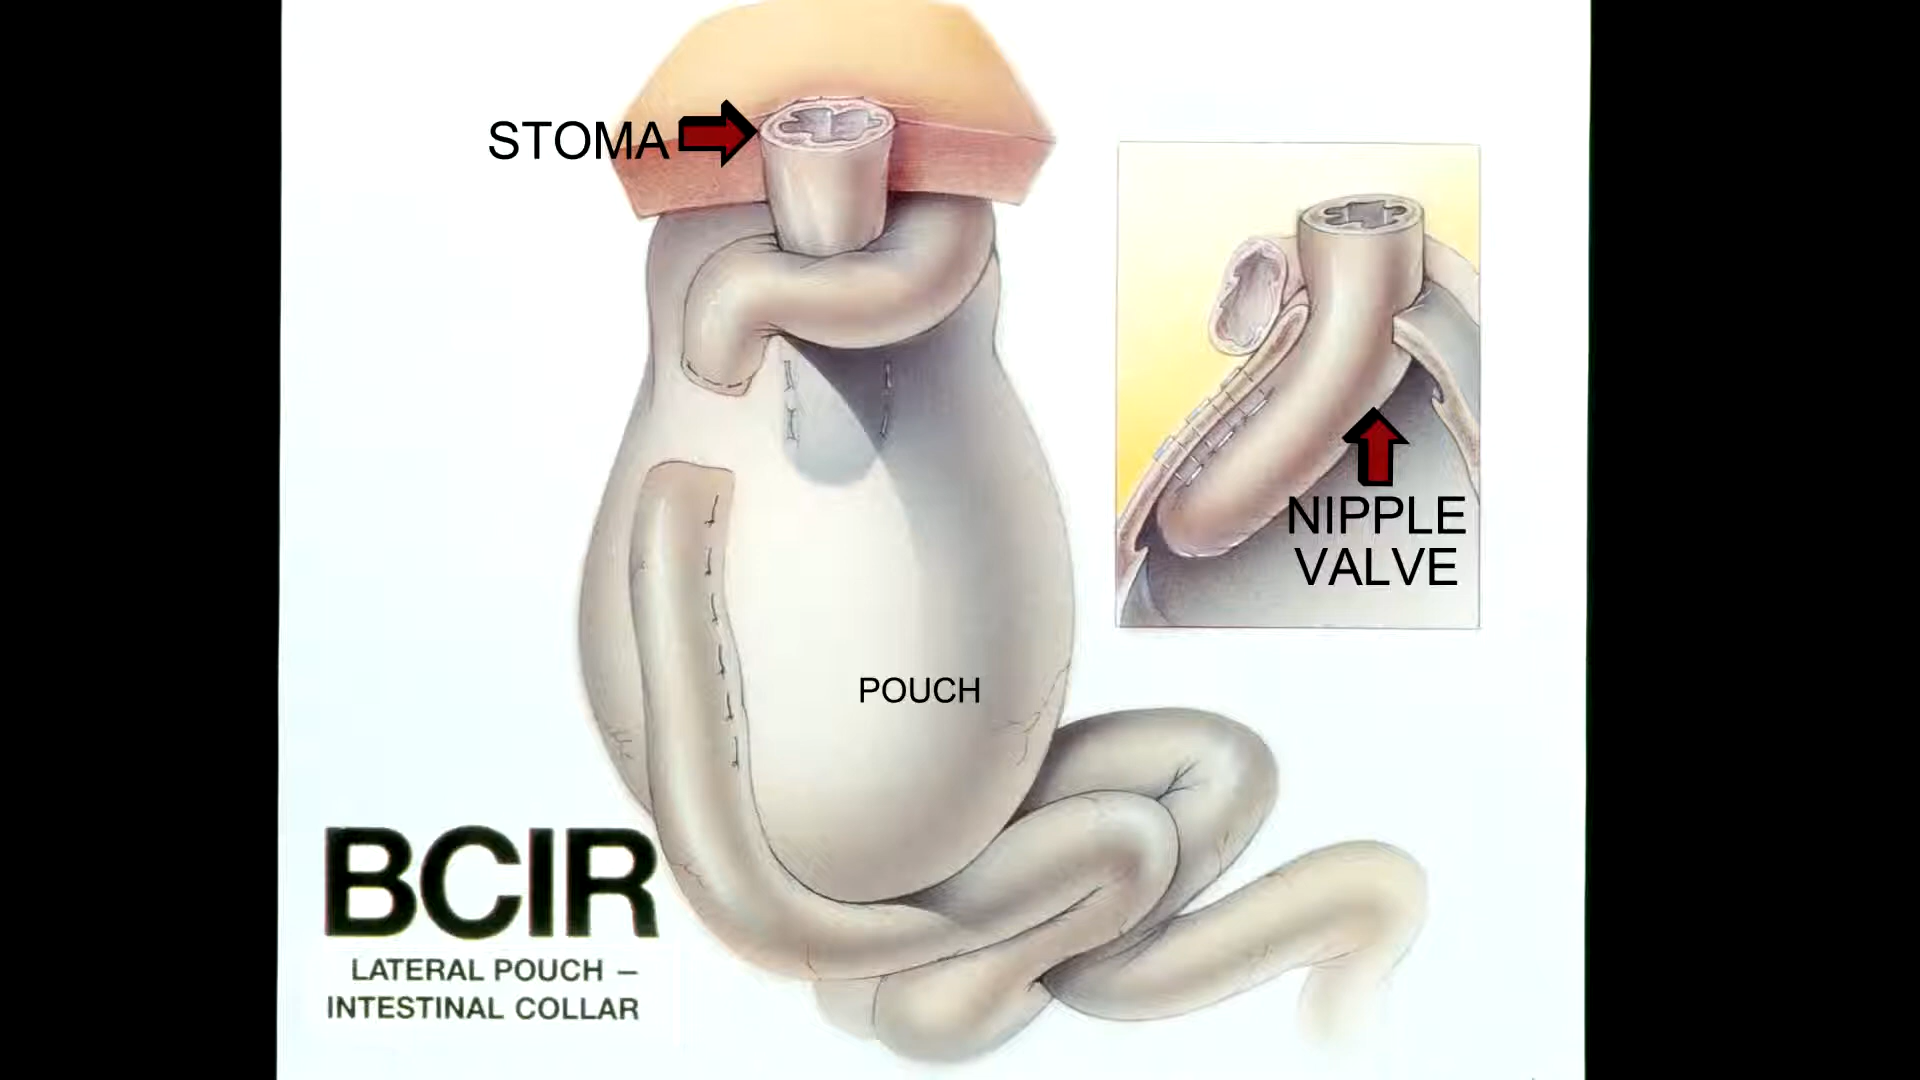 STOMA
NIPPLE
VALVE
POUCH
BCIR
LATERAL POUCH –
INTESTINAL COLLAR